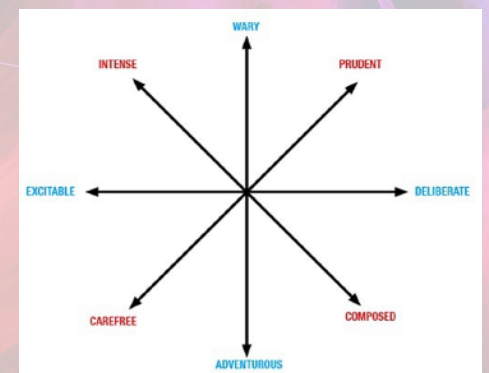 WARY
INTENSE
PRUDENT
EXCITABLE
DELIBERATE
CAREFREE
COMPOSED
ADVENTUROUS